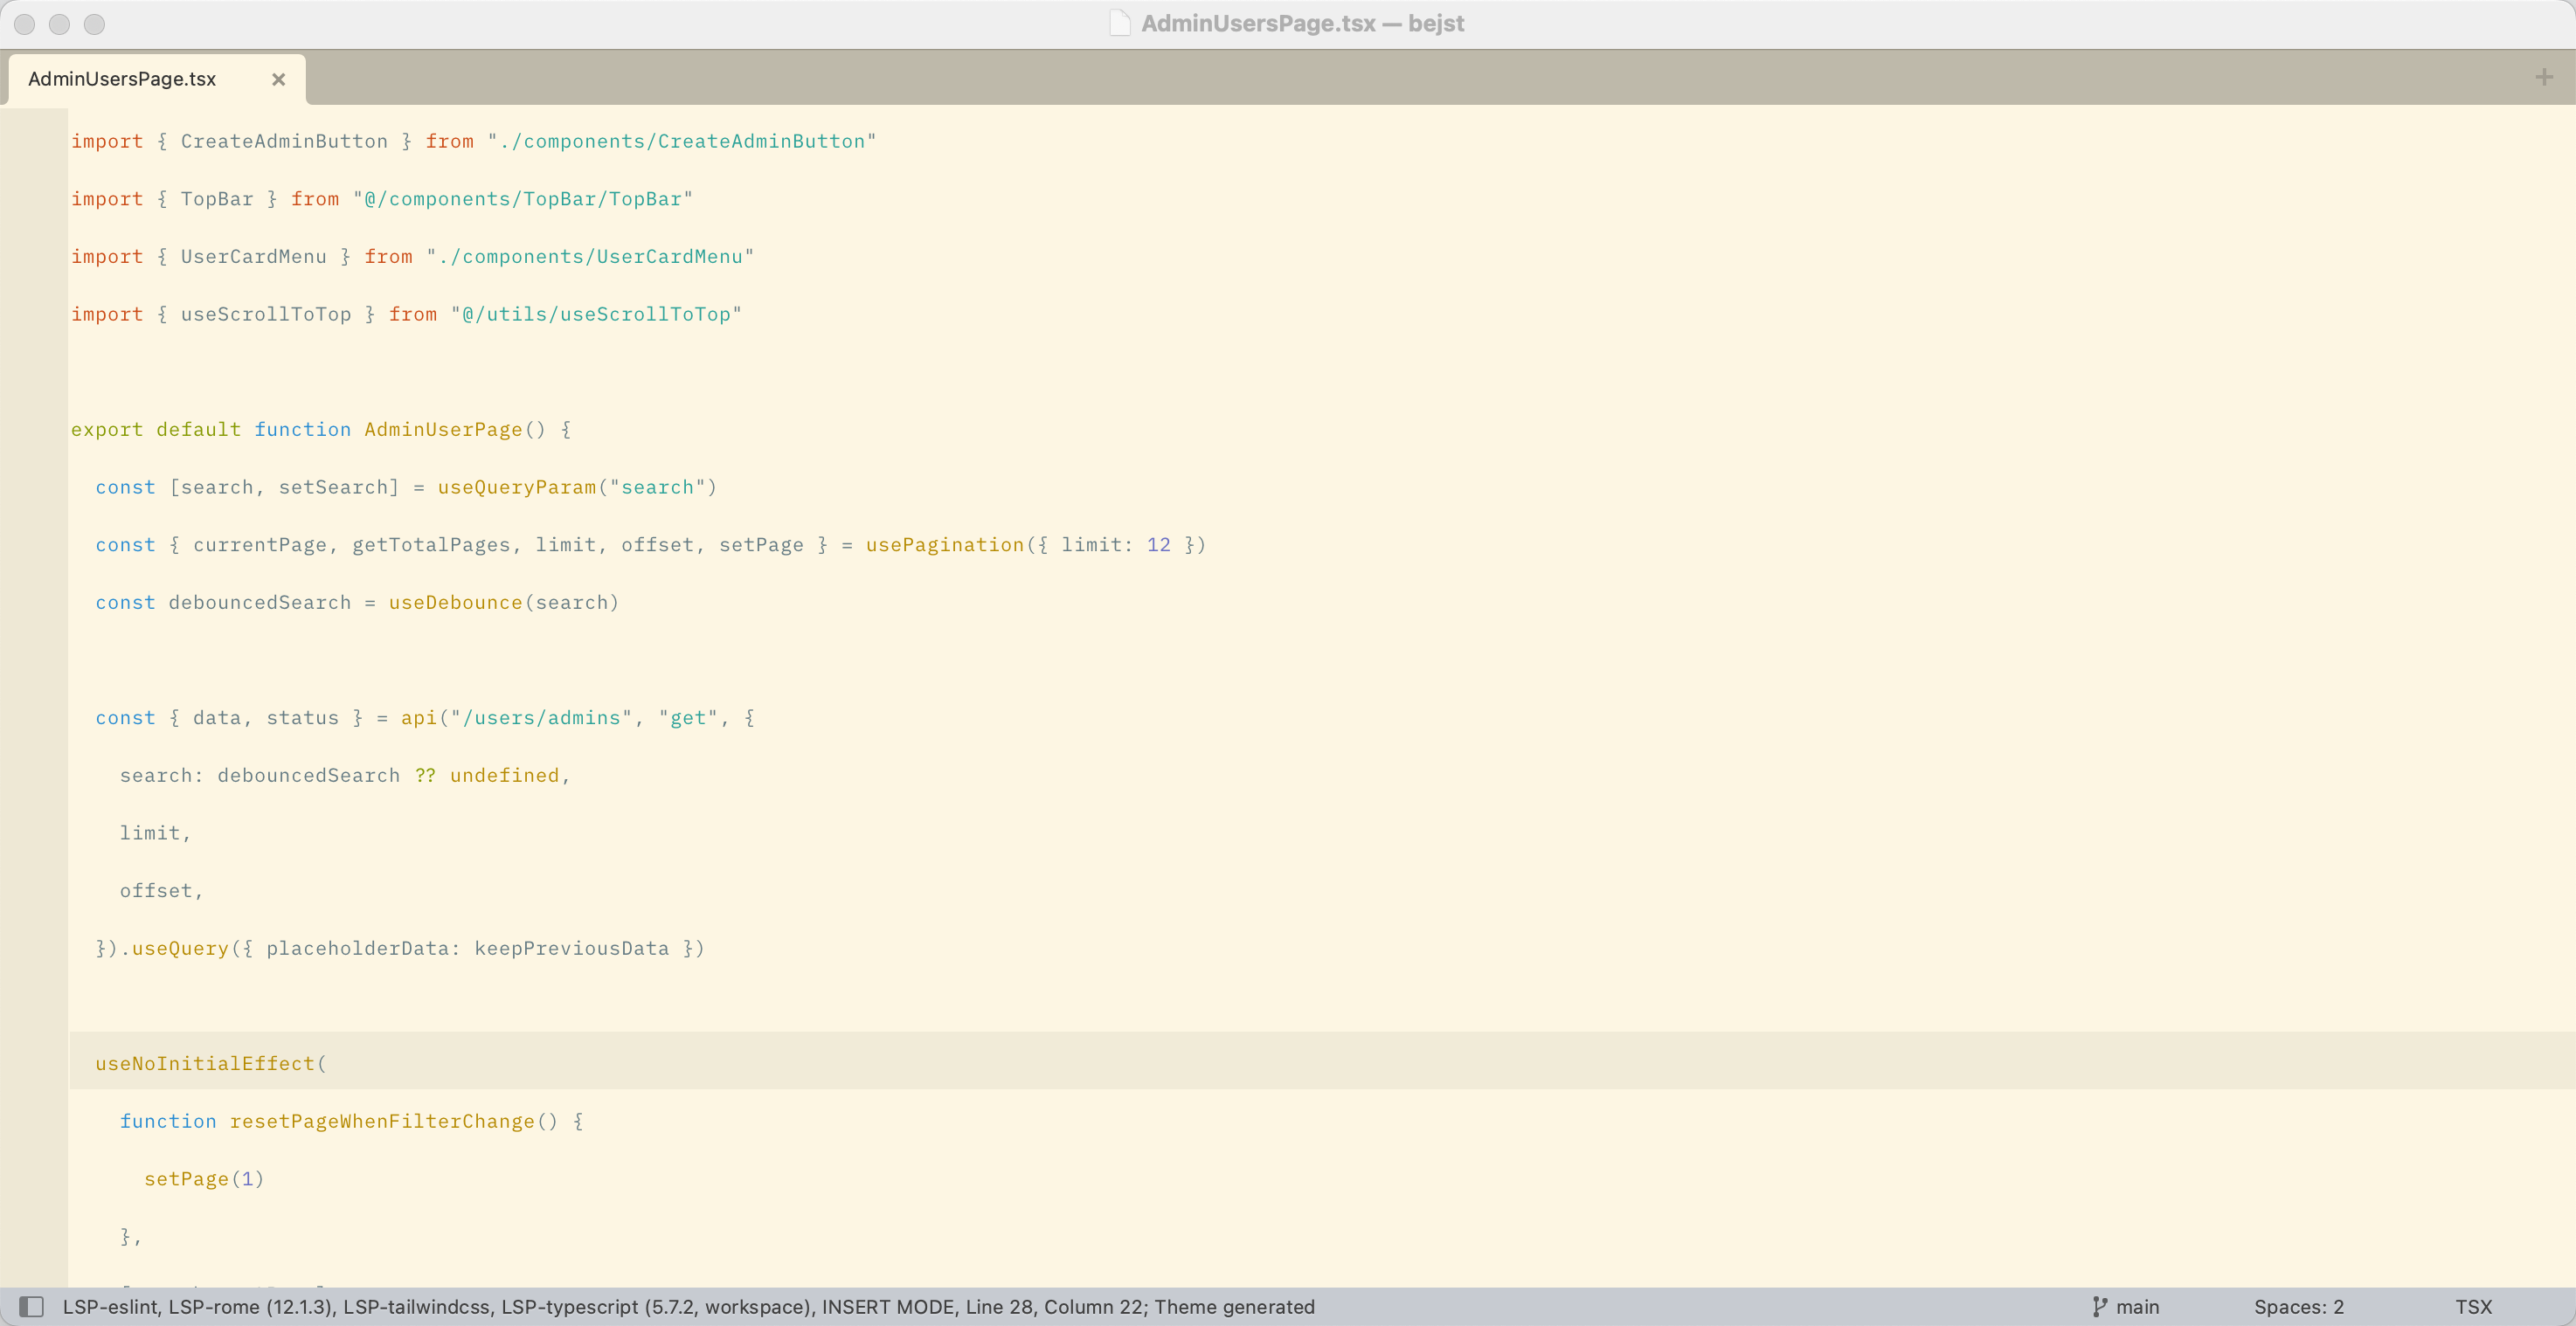 AdminUsersPage.tsx — bejst
AdminUsersPage.tsx
import { CreateAdminButton } from "./components/CreateAdminButton"
import { TopBar } from "@/components/TopBar/TopBar"
import { UserCardMenu } from "./components/UserCardMenu"
import { useScrollToTop } from "@/utils/useScrollToTop"
export default function AdminUserPage() {
  const [search, setSearch] = useQueryParam("search")
  const { currentPage, getTotalPages, limit, offset, setPage } = usePagination({ limit: 12 })
  const debouncedSearch = useDebounce(search)
  const { data, status } = api("/users/admins", "get", {
    search: debouncedSearch ?? undefined,
    limit,
    offset,
  }).useQuery({ placeholderData: keepPreviousData })
  useNoInitialEffect(
    function resetPageWhenFilterChange() {
      setPage(1)
    },
LSP-eslint, LSP-rome (12.1.3), LSP-tailwindcss, LSP-typescript (5.7.2, workspace), INSERT MODE, Line 28, Column 22; Theme generated
main
Spaces: 2
TSX